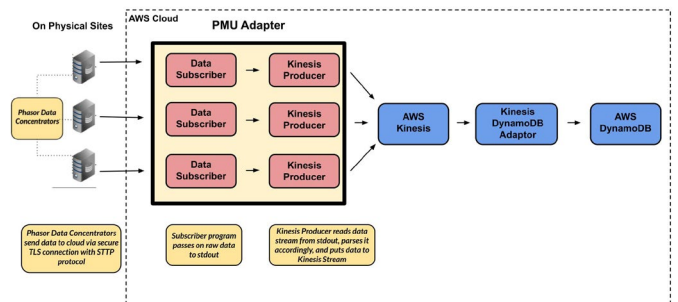 AWS Cloud
On Physical Sites
PMU Adapter
Data
Subscriber
Kinesis
Producer
Phasor Data
Concentrators
Data
Subscriber
Kinesis
Producer
AWS
Kinesis
Kinesis
DynamoDB
Adaptor
AWS
DynamoDB
Data
Subscriber
Kinesis
Producer
Phasor Data Concentrators
send data to cloud via secure
TLS connection with STTP
protocol
Subscriber program
passes on raw data
to stdout
Kinesis Producer reads data
stream from stdout, parses it
accordingly, and puts data to
Kinesis Stream